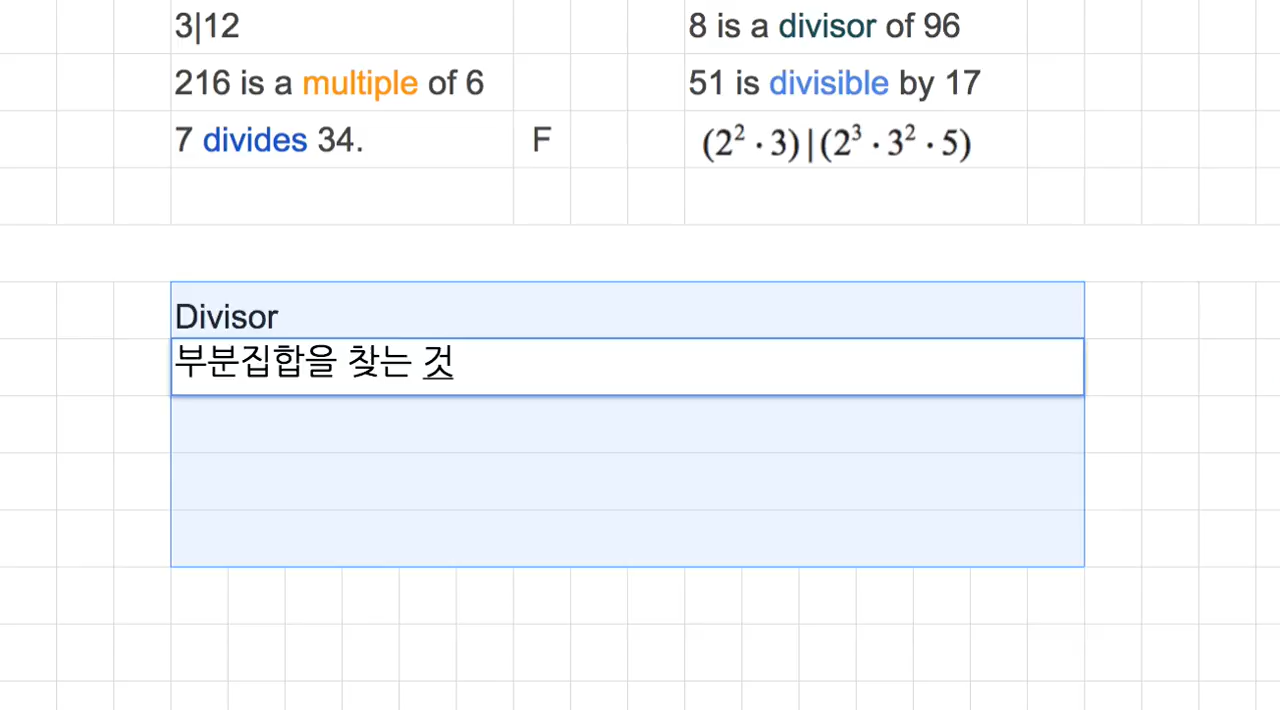 3|12
8 is a divisor of 96
216 is a multiple of 6
51 is divisible by 17
7 divides 34.
F
(2² · 3) | (2³ · 3² · 5)
Divisor
부분집합을 찾는 것